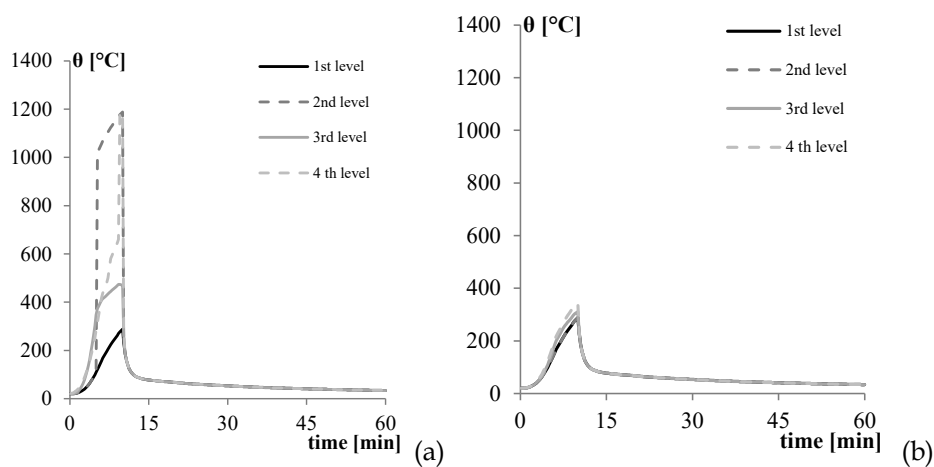 θ [°C]
1400
1200
1000
800
600
400
200
0
0 15 30 45 60
time [min]
1st level
2nd level
3rd level
4 th level
(a)
θ [°C]
1400
1200
1000
800
600
400
200
0
0 15 30 45 60
time [min]
1st level
2nd level
3rd level
4 th level
(b)